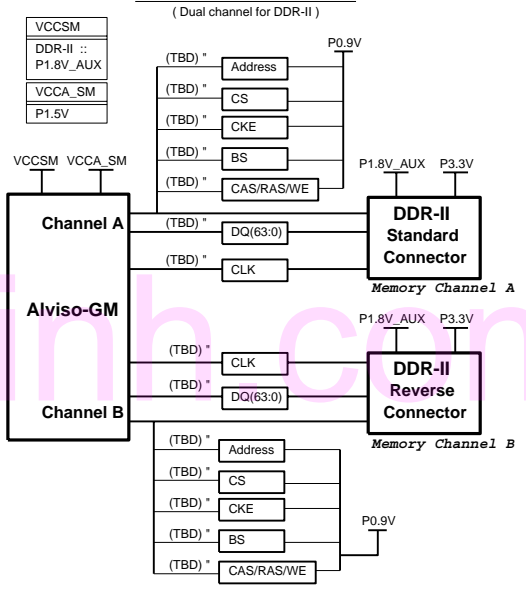 ( Dual channel for DDR-II )
VCCSM
DDR-II ::
P1.8V_AUX
VCCA_SM
P1.5V
P0.9V
(TBD) " Address
(TBD) " CS
(TBD) " CKE
(TBD) " BS
(TBD) " CAS/RAS/WE
VCCSM VCCA_SM
P1.8V_AUX P3.3V
Channel A
(TBD) " DQ(63:0)
(TBD) " CLK
DDR-II
Standard
Connector
Memory Channel A
Alviso-GM
inh.com
P1.8V_AUX P3.3V
(TBD) " CLK
(TBD) " DQ(63:0)
Channel B
DDR-II
Reverse
Connector
Memory Channel B
(TBD) " Address
(TBD) " CS
(TBD) " CKE
(TBD) " BS
(TBD) " CAS/RAS/WE
P0.9V